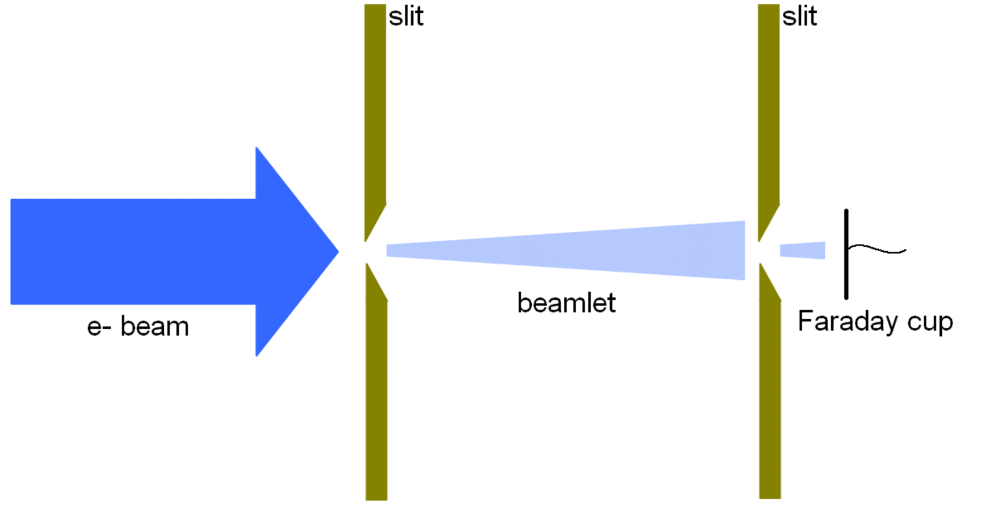 slit
slit
beamlet
e- beam
Faraday cup